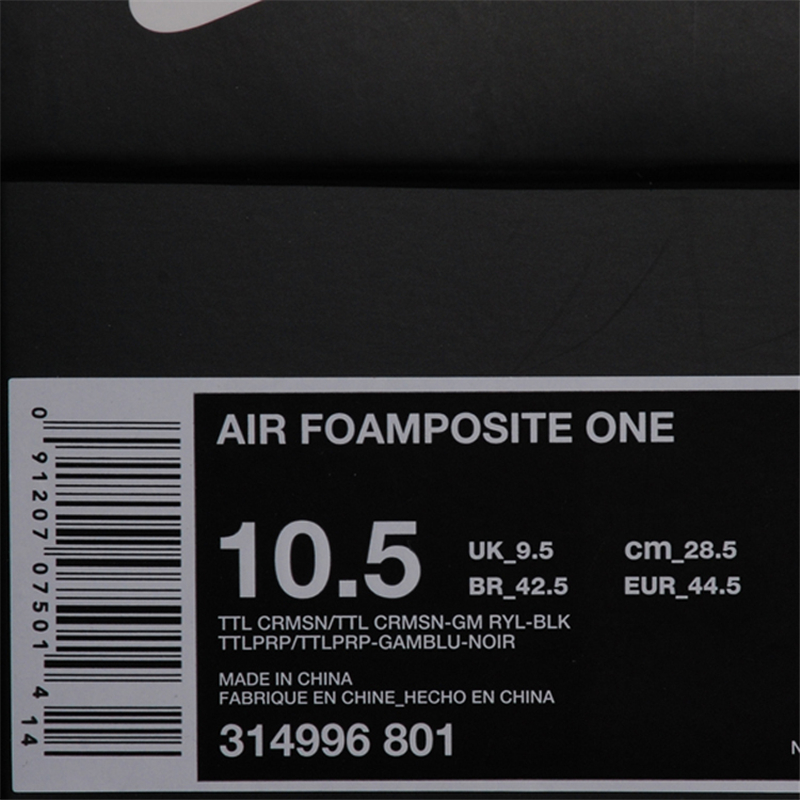 AIR FOAMPOSITE ONE
10.5
UK_9.5 cm_28.5
BR_42.5 EUR_44.5
TTL CRMSN/TTL CRMSN-GM RYL-BLK
TTLPRP/TTLPRP-GAMBLU-NOIR
MADE IN CHINA
FABRIQUE EN CHINE_HECHO EN CHINA
314996 801
N
0 91207 07501 4 14